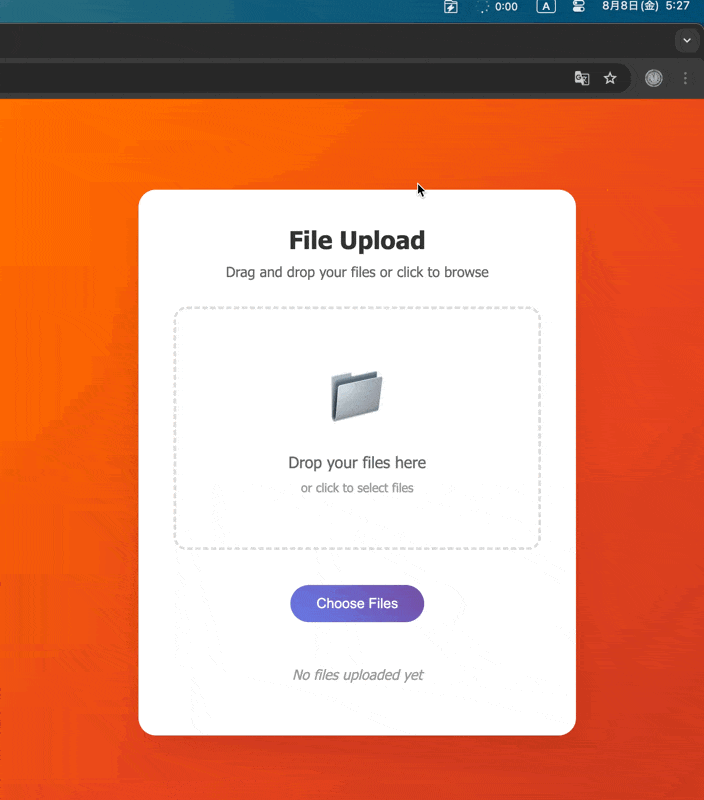 0:00 A 8月8日(金) 5:27
File Upload
Drag and drop your files or click to browse
Drop your files here
or click to select files
Choose Files
No files uploaded yet